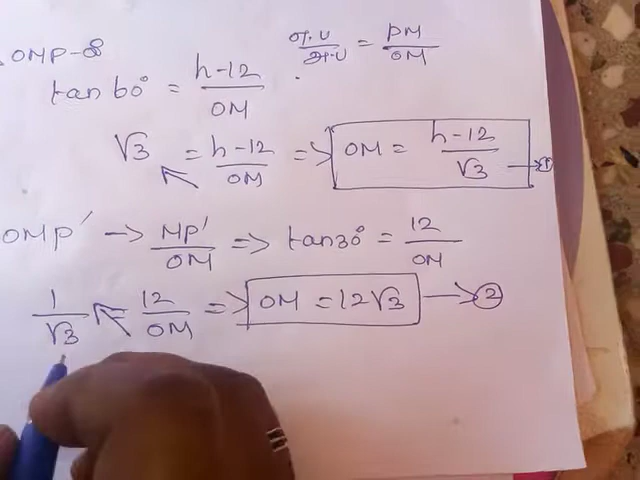 OMP-ல் எ.ப/அ.ப = PM/OM
tan 60° = h-12/OM
√3 = h-12/OM => OM = h-12/√3 → ①
OMP' → MP'/OM => tan30° = 12/OM
1/√3 = 12/OM => OM = 12√3 → ②